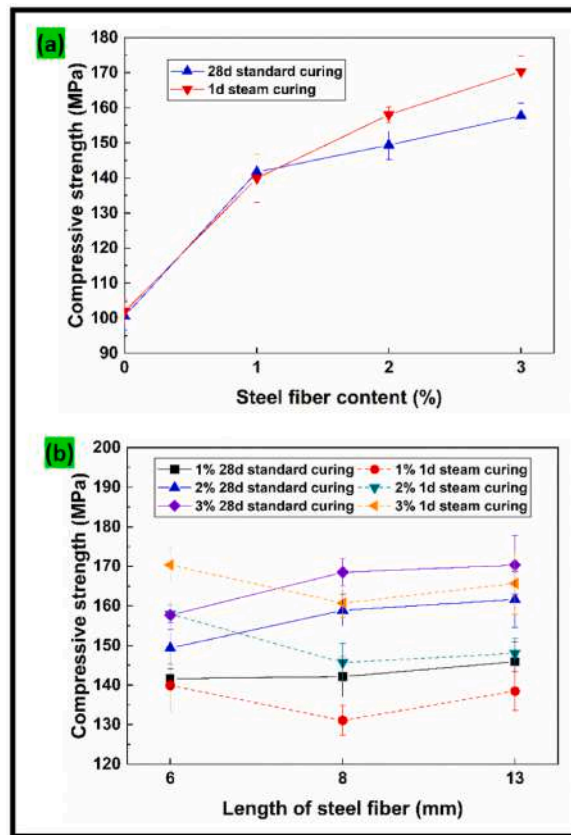 (a)
180
170
160
150
140
130
120
110
100
90
Compressive strength (MPa)
28d standard curing
1d steam curing
0 1 2 3
Steel fiber content (%)
(b)
200
190
180
170
160
150
140
130
120
Compressive strength (MPa)
1% 28d standard curing 1% 1d steam curing
2% 28d standard curing 2% 1d steam curing
3% 28d standard curing 3% 1d steam curing
6 8 13
Length of steel fiber (mm)